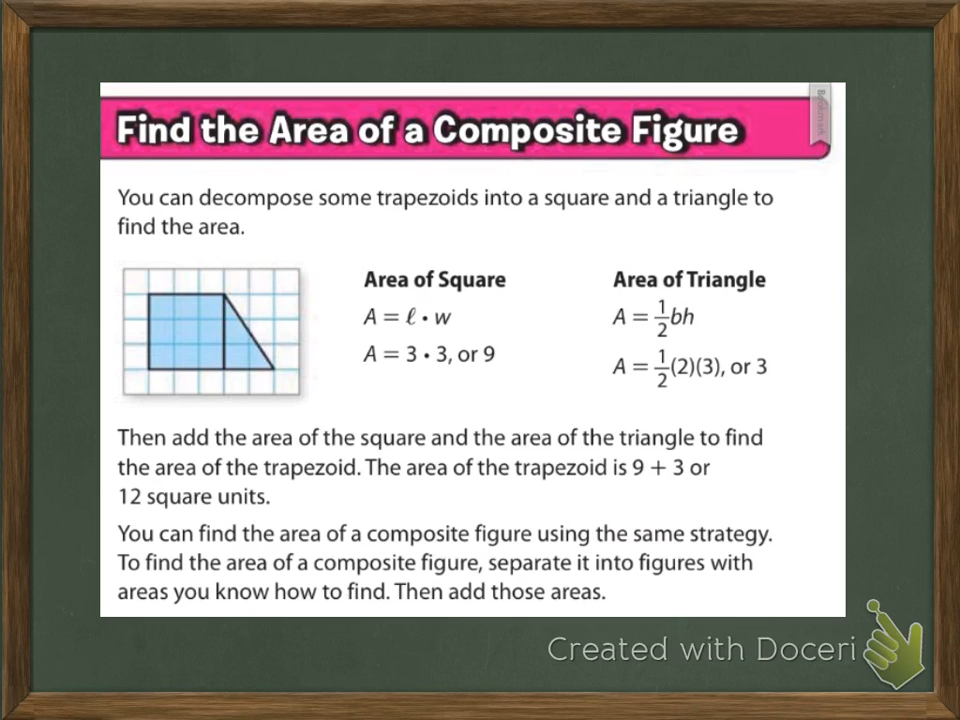 Find the Area of a Composite Figure
Bookmark
You can decompose some trapezoids into a square and a triangle to
find the area.
Area of Square
A = ℓ • w
A = 3 • 3, or 9
Area of Triangle
A = 1/2 bh
A = 1/2 (2)(3), or 3
Then add the area of the square and the area of the triangle to find
the area of the trapezoid. The area of the trapezoid is 9 + 3 or
12 square units.
You can find the area of a composite figure using the same strategy.
To find the area of a composite figure, separate it into figures with
areas you know how to find. Then add those areas.
Created with Doceri